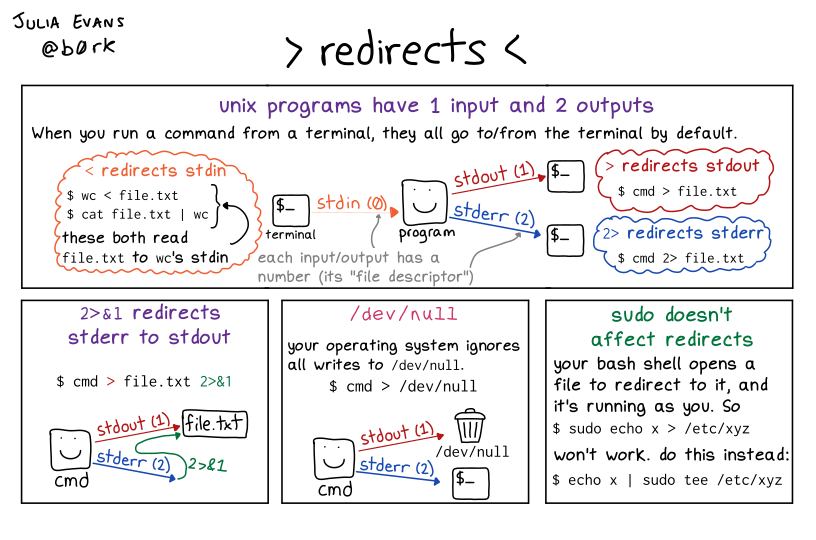 JULIA EVANS
@b0rk
> redirects <
unix programs have 1 input and 2 outputs
When you run a command from a terminal, they all go to/from the terminal by default.
< redirects stdin
$ wc < file.txt
$ cat file.txt | wc
these both read
file.txt to wc's stdin
$_
terminal
stdin (0)
program
stdout (1)
stderr (2)
$_
$_
each input/output has a
number (its "file descriptor")
> redirects stdout
$ cmd > file.txt
2> redirects stderr
$ cmd 2> file.txt
2>&1 redirects
stderr to stdout
$ cmd > file.txt 2>&1
cmd
stdout (1)
stderr (2)
file.txt
2>&1
/dev/null
your operating system ignores
all writes to /dev/null.
$ cmd > /dev/null
cmd
stdout (1)
stderr (2)
/dev/null
$_
sudo doesn't
affect redirects
your bash shell opens a
file to redirect to it, and
it's running as you. So
$ sudo echo x > /etc/xyz
won't work. do this instead:
$ echo x | sudo tee /etc/xyz